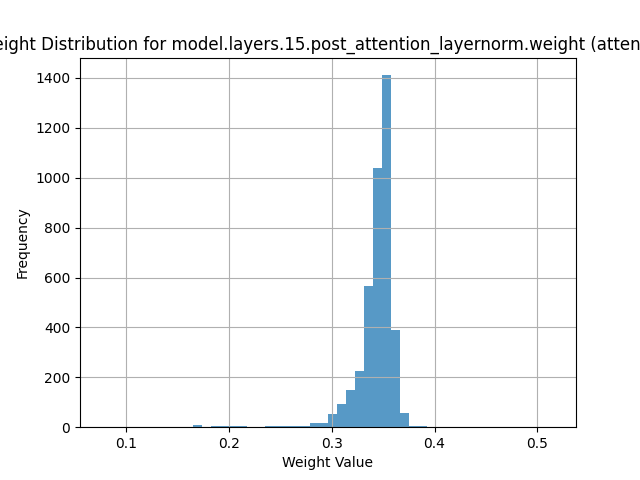 eight Distribution for model.layers.15.post_attention_layernorm.weight (atten
1400
1200
1000
800
600
400
200
0
Frequency
0.1 0.2 0.3 0.4 0.5
Weight Value